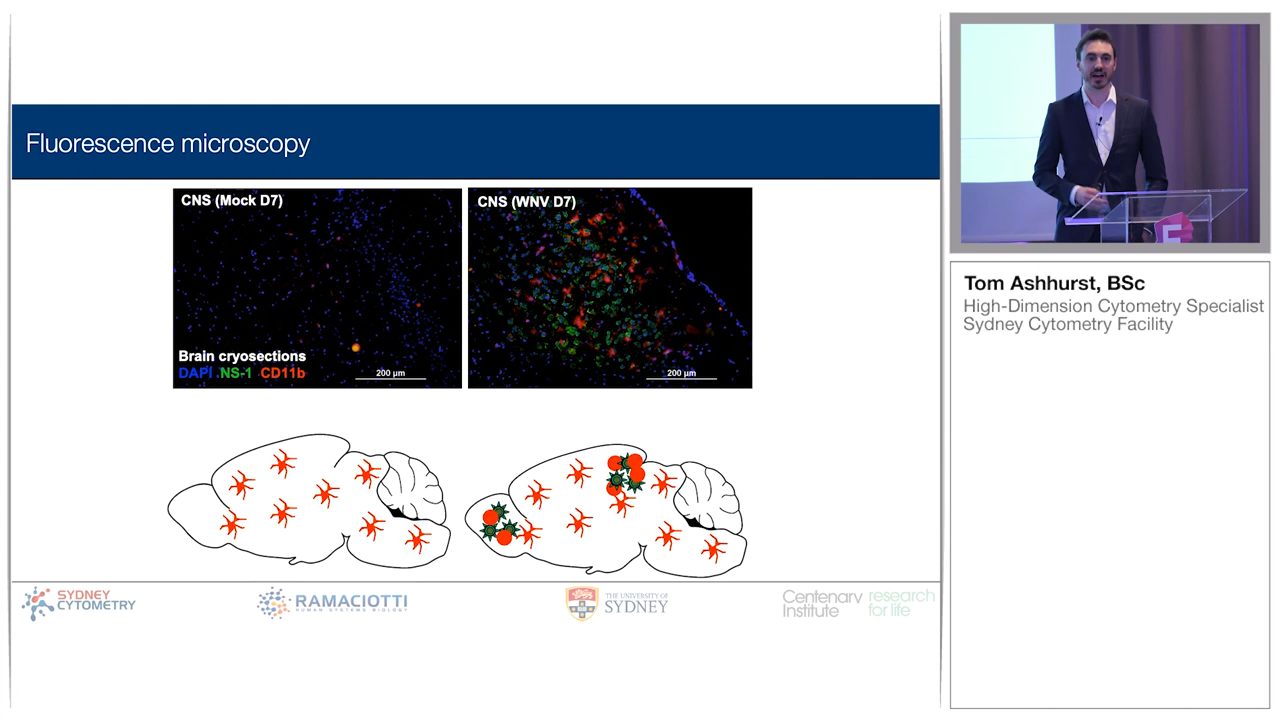 Fluorescence microscopy
CNS (Mock D7)
Brain cryosections
DAPI NS-1 CD11b
200 µm
CNS (WNV D7)
200 µm
SYDNEY
CYTOMETRY
RAMACIOTTI
HUMAN SYSTEMS BIOLOGY
THE UNIVERSITY OF
SYDNEY
Centenary
Institute
research
for life
E
Tom Ashhurst, BSc
High-Dimension Cytometry Specialist
Sydney Cytometry Facility